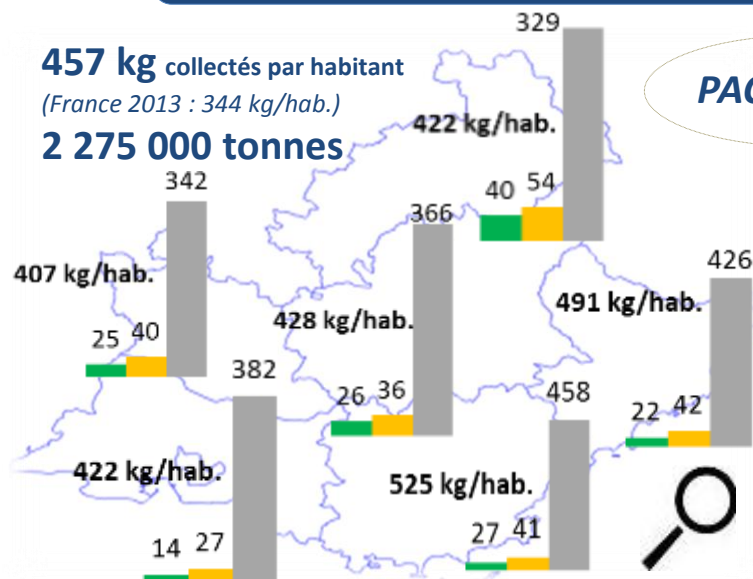 329
457 kg collectés par habitant
(France 2013 : 344 kg/hab.)
2 275 000 tonnes
422 kg/hab.
40 54
342
407 kg/hab.
25 40
366
428 kg/hab.
26 36
426
491 kg/hab.
22 42
382
422 kg/hab.
14 27
458
525 kg/hab.
27 41